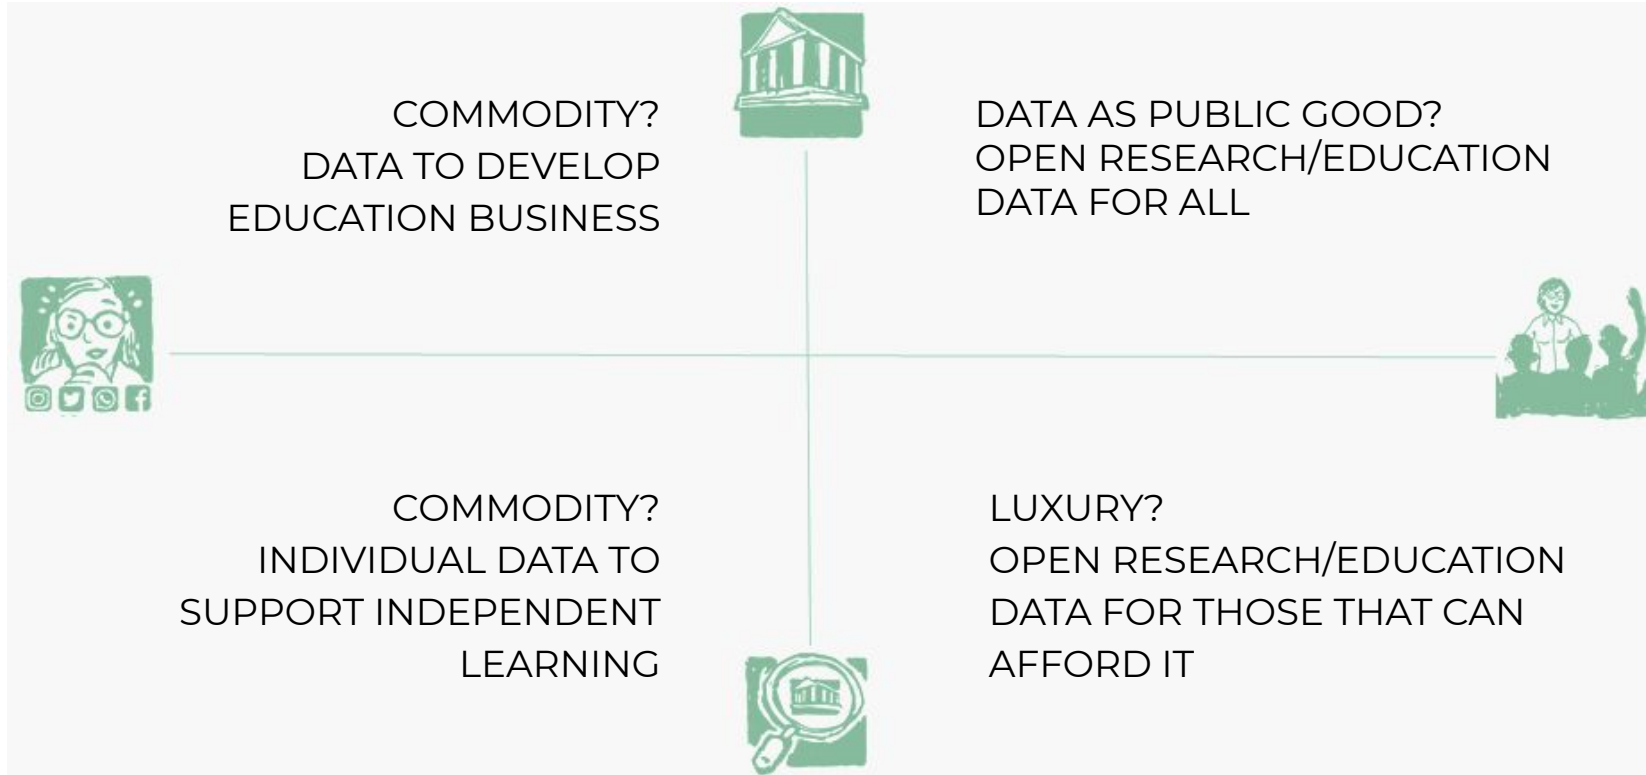 COMMODITY?
DATA TO DEVELOP
EDUCATION BUSINESS
DATA AS PUBLIC GOOD?
OPEN RESEARCH/EDUCATION
DATA FOR ALL
COMMODITY?
INDIVIDUAL DATA TO
SUPPORT INDEPENDENT
LEARNING
LUXURY?
OPEN RESEARCH/EDUCATION
DATA FOR THOSE THAT CAN
AFFORD IT